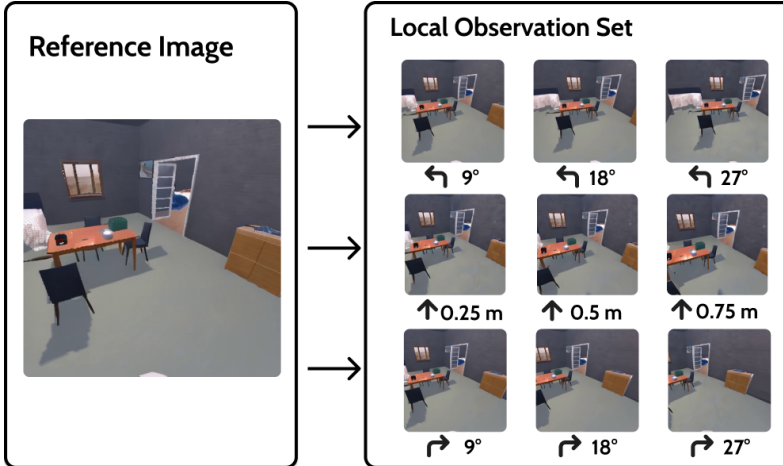 Reference Image
Local Observation Set
9°
18°
27°
0.25 m
0.5 m
0.75 m
9°
18°
27°